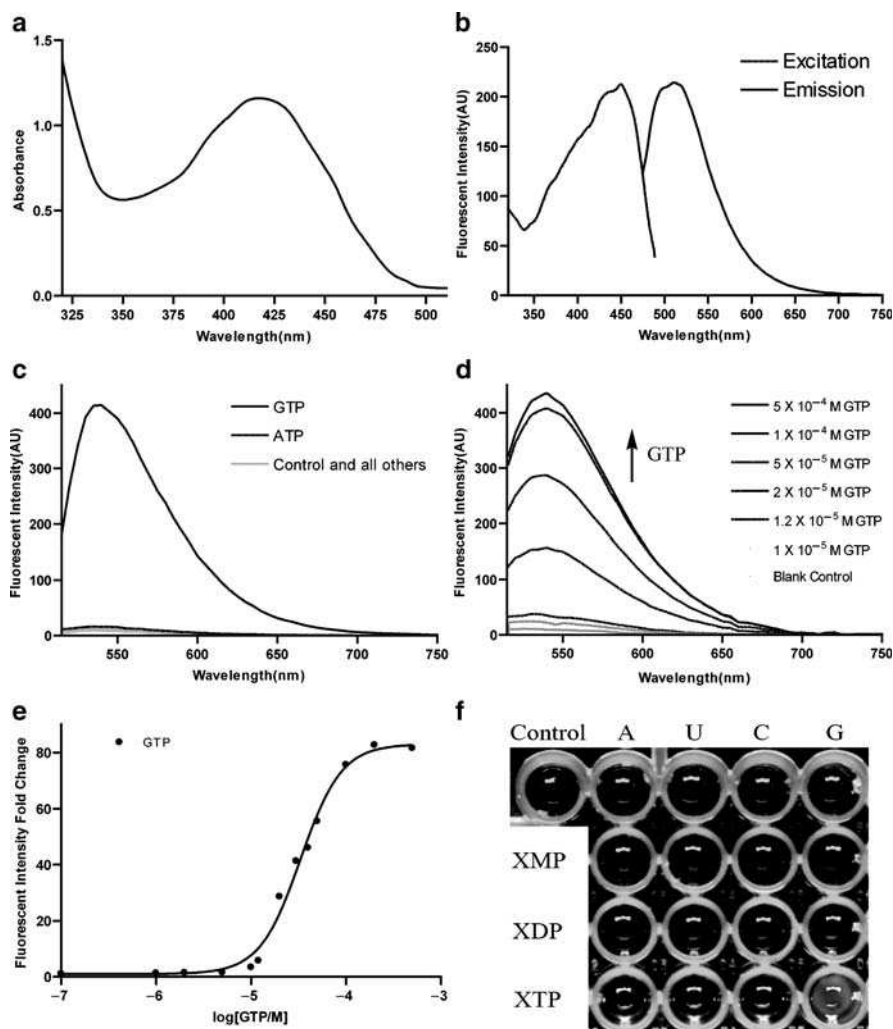 a
1.5
1.0
0.5
0.0
Absorbance
325 350 375 400 425 450 475 500
Wavelength(nm)
b
250
200
150
100
50
0
Fluorescent Intensity(AU)
350 400 450 500 550 600 650 700 750
Wavelength(nm)
Excitation
Emission
c
400
300
200
100
0
Fluorescent Intensity(AU)
550 600 650 700 750
Wavelength(nm)
GTP
ATP
Control and all others
d
400
300
200
100
0
Fluorescent Intensity(AU)
550 600 650 700 750
Wavelength(nm)
GTP
5 X 10⁻⁴ M GTP
1 X 10⁻⁴ M GTP
5 X 10⁻⁵ M GTP
2 X 10⁻⁵ M GTP
1.2 X 10⁻⁵ M GTP
1 X 10⁻⁵ M GTP
Blank Control
e
80
60
40
20
0
Fluorescent Intensity Fold Change
−7 −6 −5 −4 −3
log[GTP/M]
GTP
f
Control A U C G
XMP
XDP
XTP